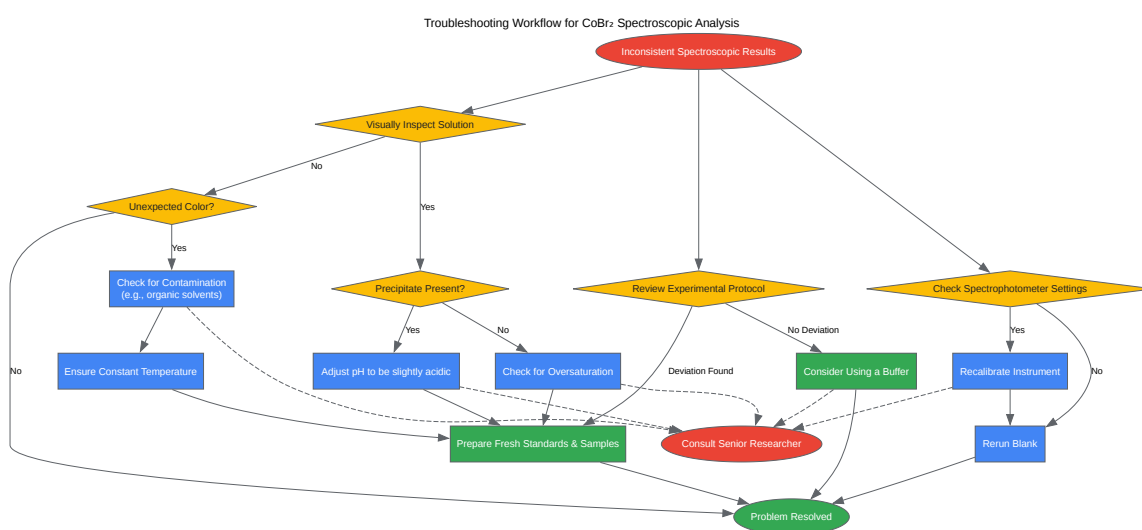 Troubleshooting Workflow for CoBr₂ Spectroscopic Analysis
Inconsistent Spectroscopic Results
Visually Inspect Solution
No
Unexpected Color?
Yes
Yes
Check for Contamination
(e.g., organic solvents)
Precipitate Present?
Review Experimental Protocol
Check Spectrophotometer Settings
Yes
No
No Deviation
Yes
No
Ensure Constant Temperature
Adjust pH to be slightly acidic
Check for Oversaturation
Deviation Found
Consider Using a Buffer
Recalibrate Instrument
No
Prepare Fresh Standards & Samples
Consult Senior Researcher
Rerun Blank
Problem Resolved